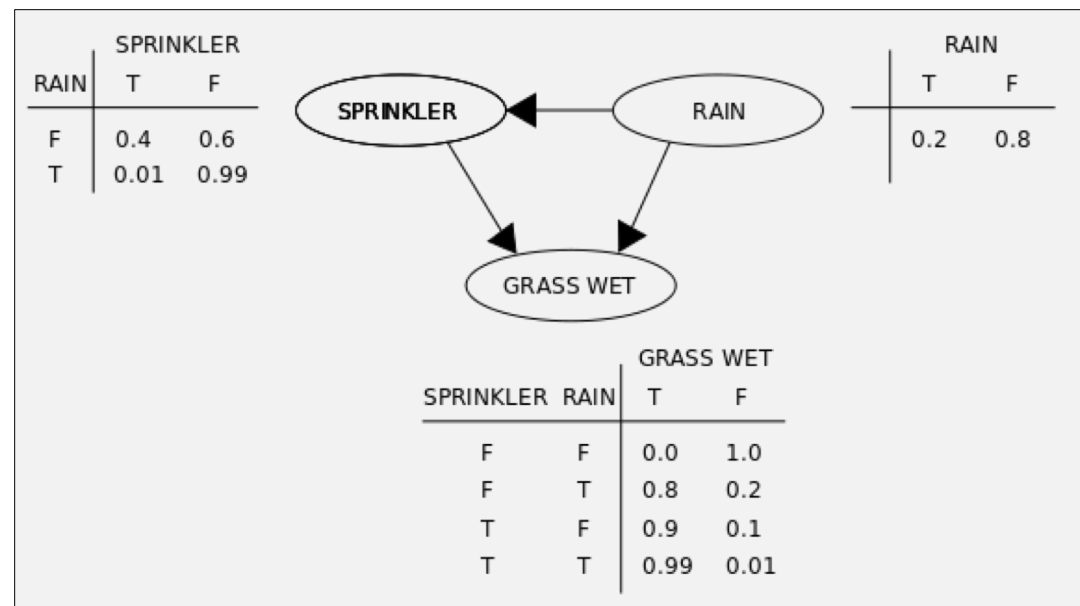 SPRINKLER
RAIN T F
F 0.4 0.6
T 0.01 0.99
SPRINKLER
RAIN
RAIN
T F
0.2 0.8
GRASS WET
GRASS WET
SPRINKLER RAIN T F
F F 0.0 1.0
F T 0.8 0.2
T F 0.9 0.1
T T 0.99 0.01